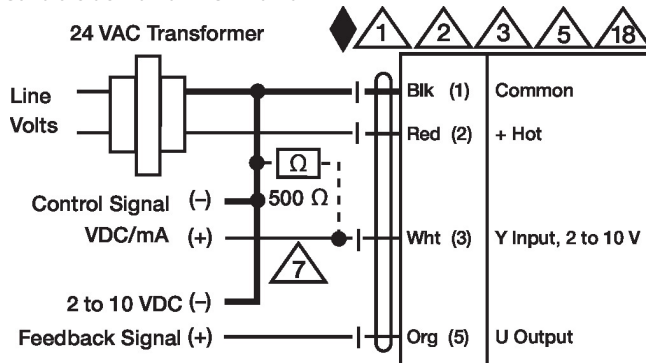 24 VAC Transformer
1 2 3 5 18
Line
Volts
Blk (1) Common
Red (2) + Hot
Ω
500 Ω
Control Signal (-)
VDC/mA (+)
Wht (3) Y Input, 2 to 10 V
7
2 to 10 VDC (-)
Feedback Signal (+)
Org (5) U Output